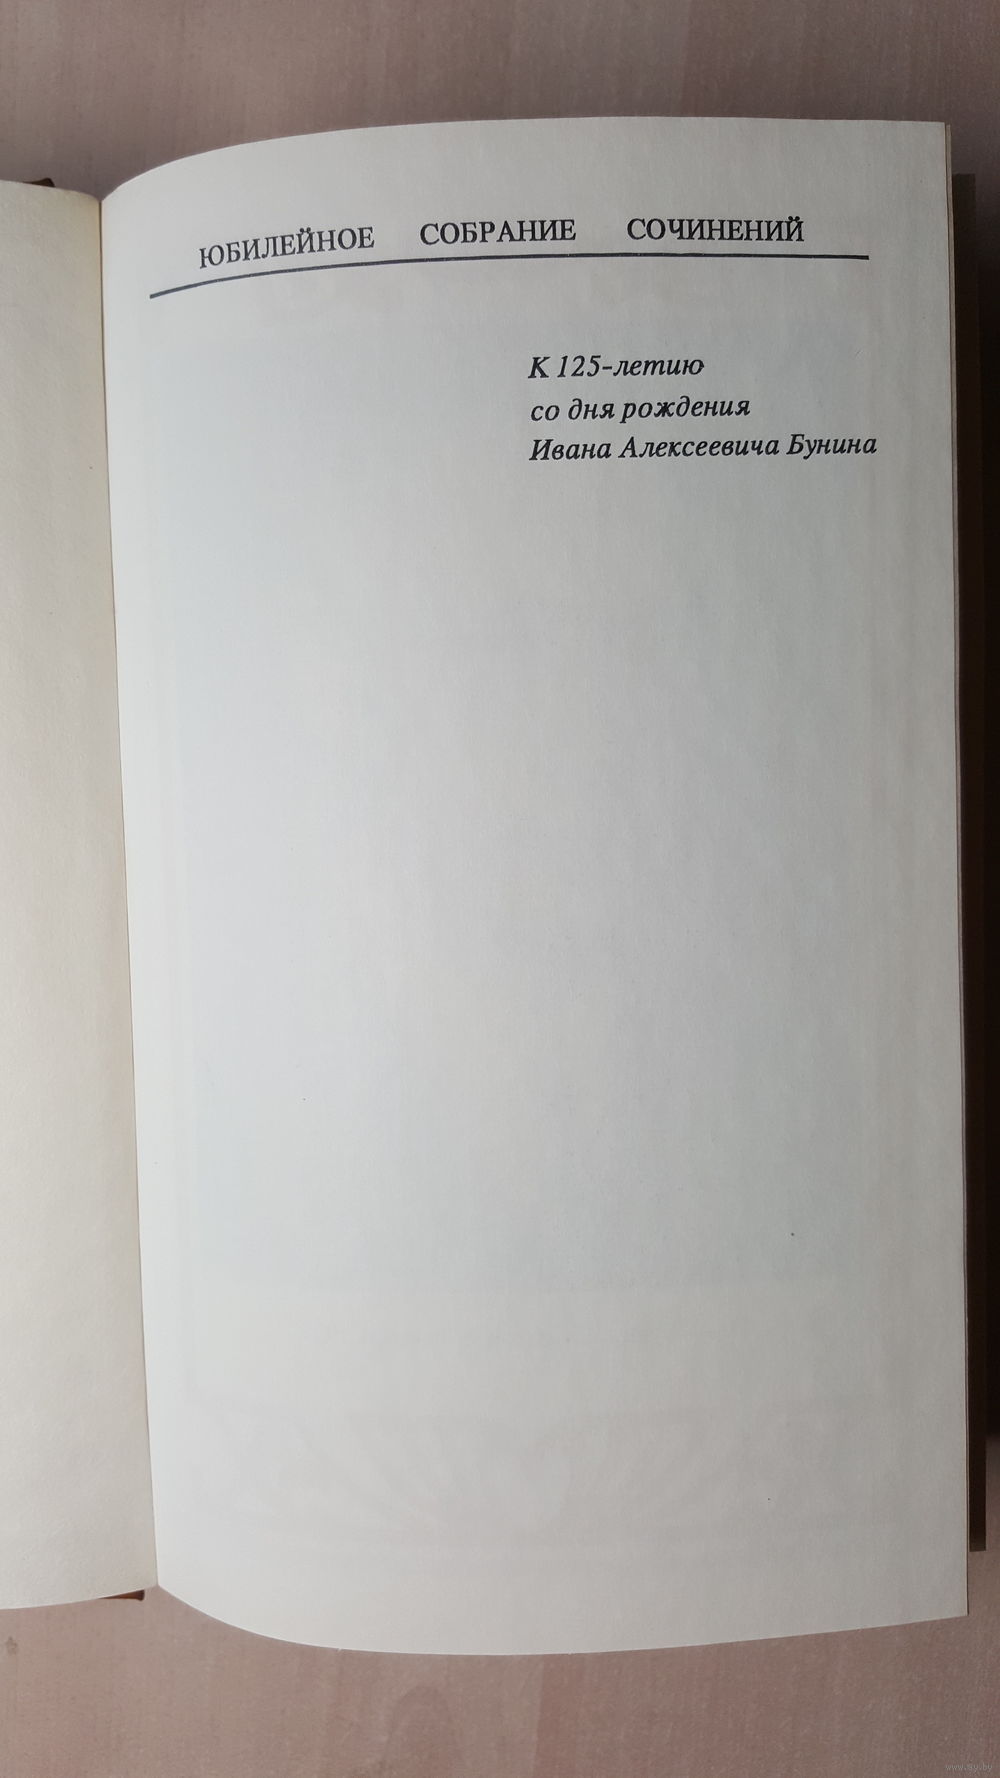 ЮБИЛЕЙНОЕ СОБРАНИЕ СОЧИНЕНИЙ
К 125-летию
со дня рождения
Ивана Алексеевича Бунина